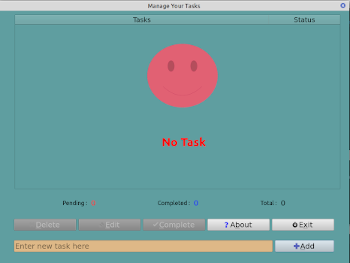 Manage Your Tasks
Tasks Status
No Task
Pending: 0 Completed: 0 Total: 0
Delete Edit ✓Complete ? About Exit
Enter new task here +Add